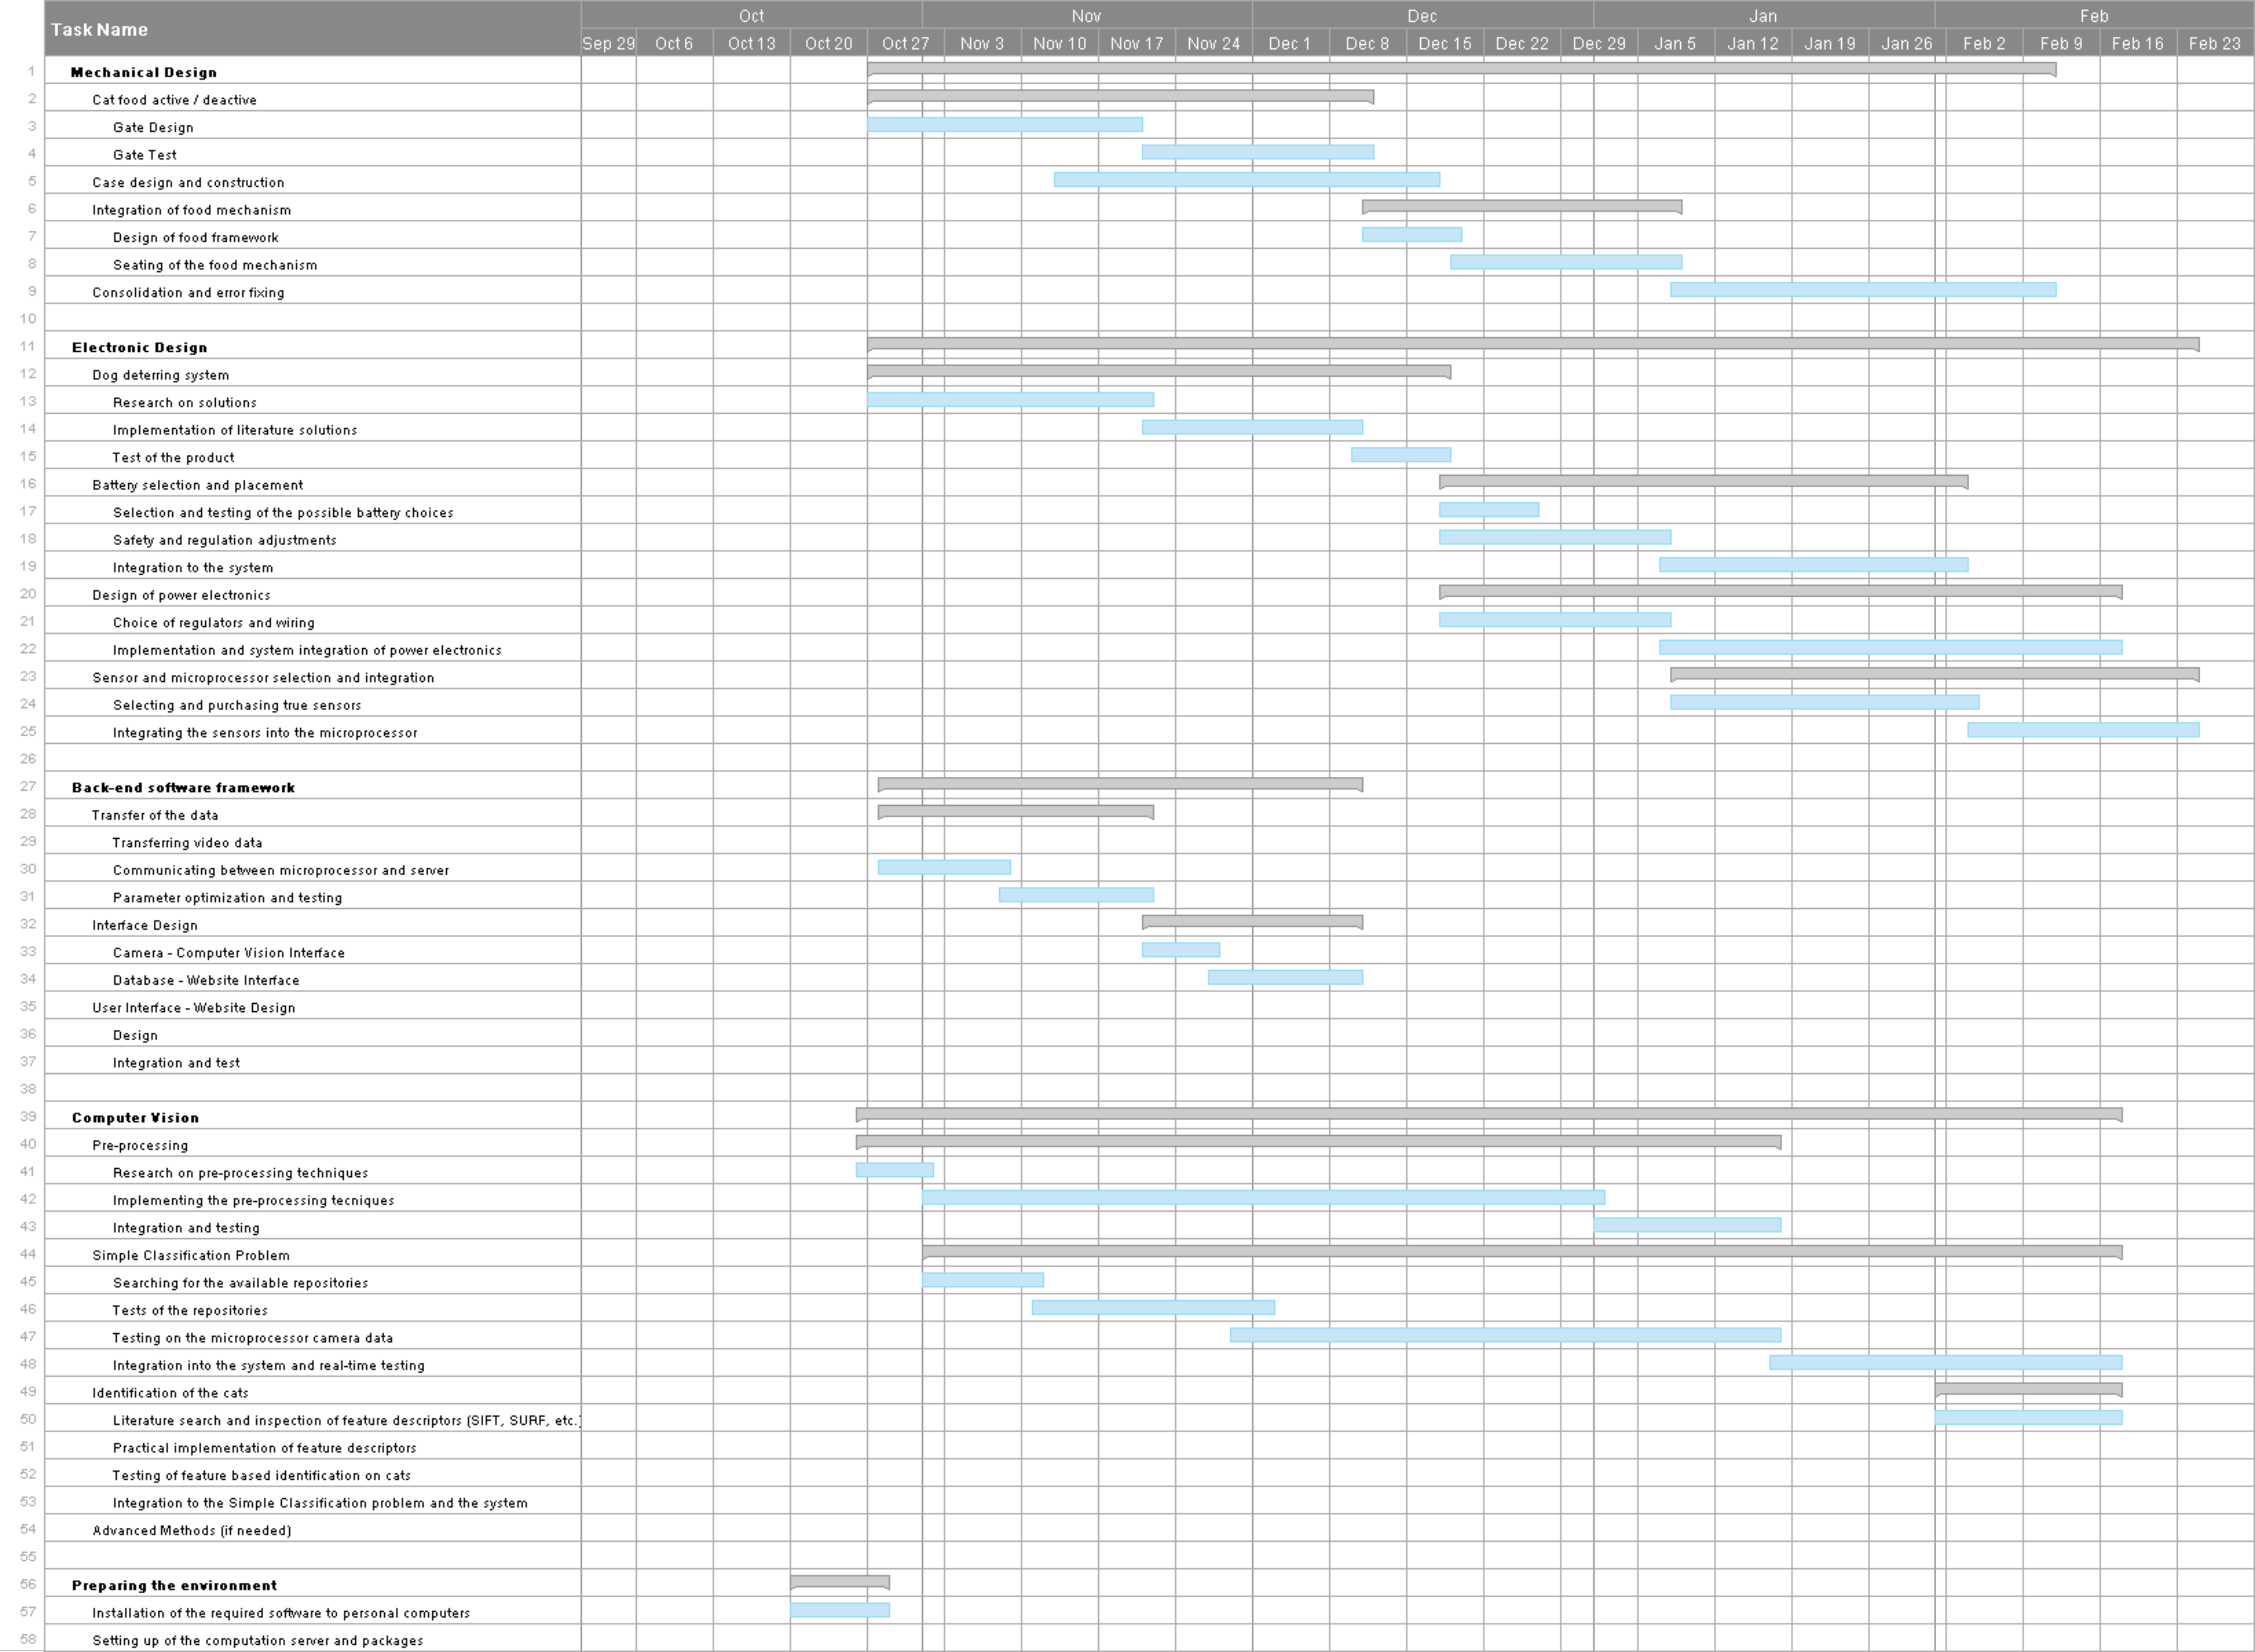 Task Name
Oct Nov Dec Jan Feb
Sep 29 Oct 6 Oct 13 Oct 20 Oct 27 Nov 3 Nov 10 Nov 17 Nov 24 Dec 1 Dec 8 Dec 15 Dec 22 Dec 29 Jan 5 Jan 12 Jan 19 Jan 26 Feb 2 Feb 9 Feb 16 Feb 23
1 Mechanical Design
2 Cat food active / deactive
3 Gate Design
4 Gate Test
5 Case design and construction
6 Integration of food mechanism
7 Design of food framework
8 Seating of the food mechanism
9 Consolidation and error fixing
10
11 Electronic Design
12 Dog deterring system
13 Research on solutions
14 Implementation of literature solutions
15 Test of the product
16 Battery selection and placement
17 Selection and testing of the possible battery choices
18 Safety and regulation adjustments
19 Integration to the system
20 Design of power electronics
21 Choice of regulators and wiring
22 Implementation and system integration of power electronics
23 Sensor and microprocessor selection and integration
24 Selecting and purchasing true sensors
25 Integrating the sensors into the microprocessor
26
27 Back-end software framework
28 Transfer of the data
29 Transferring video data
30 Communicating between microprocessor and server
31 Parameter optimization and testing
32 Interface Design
33 Camera - Computer Vision Interface
34 Database - Website Interface
35 User Interface - Website Design
36 Design
37 Integration and test
38
39 Computer Vision
40 Pre-processing
41 Research on pre-processing techniques
42 Implementing the pre-processing tecniques
43 Integration and testing
44 Simple Classification Problem
45 Searching for the available repositories
46 Tests of the repositories
47 Testing on the microprocessor camera data
48 Integration into the system and real-time testing
49 Identification of the cats
50 Literature search and inspection of feature descriptors (SIFT, SURF, etc.)
51 Practical implementation of feature descriptors
52 Testing of feature based identification on cats
53 Integration to the Simple Classification problem and the system
54 Advanced Methods (if needed)
55
56 Preparing the environment
57 Installation of the required software to personal computers
58 Setting up of the computation server and packages